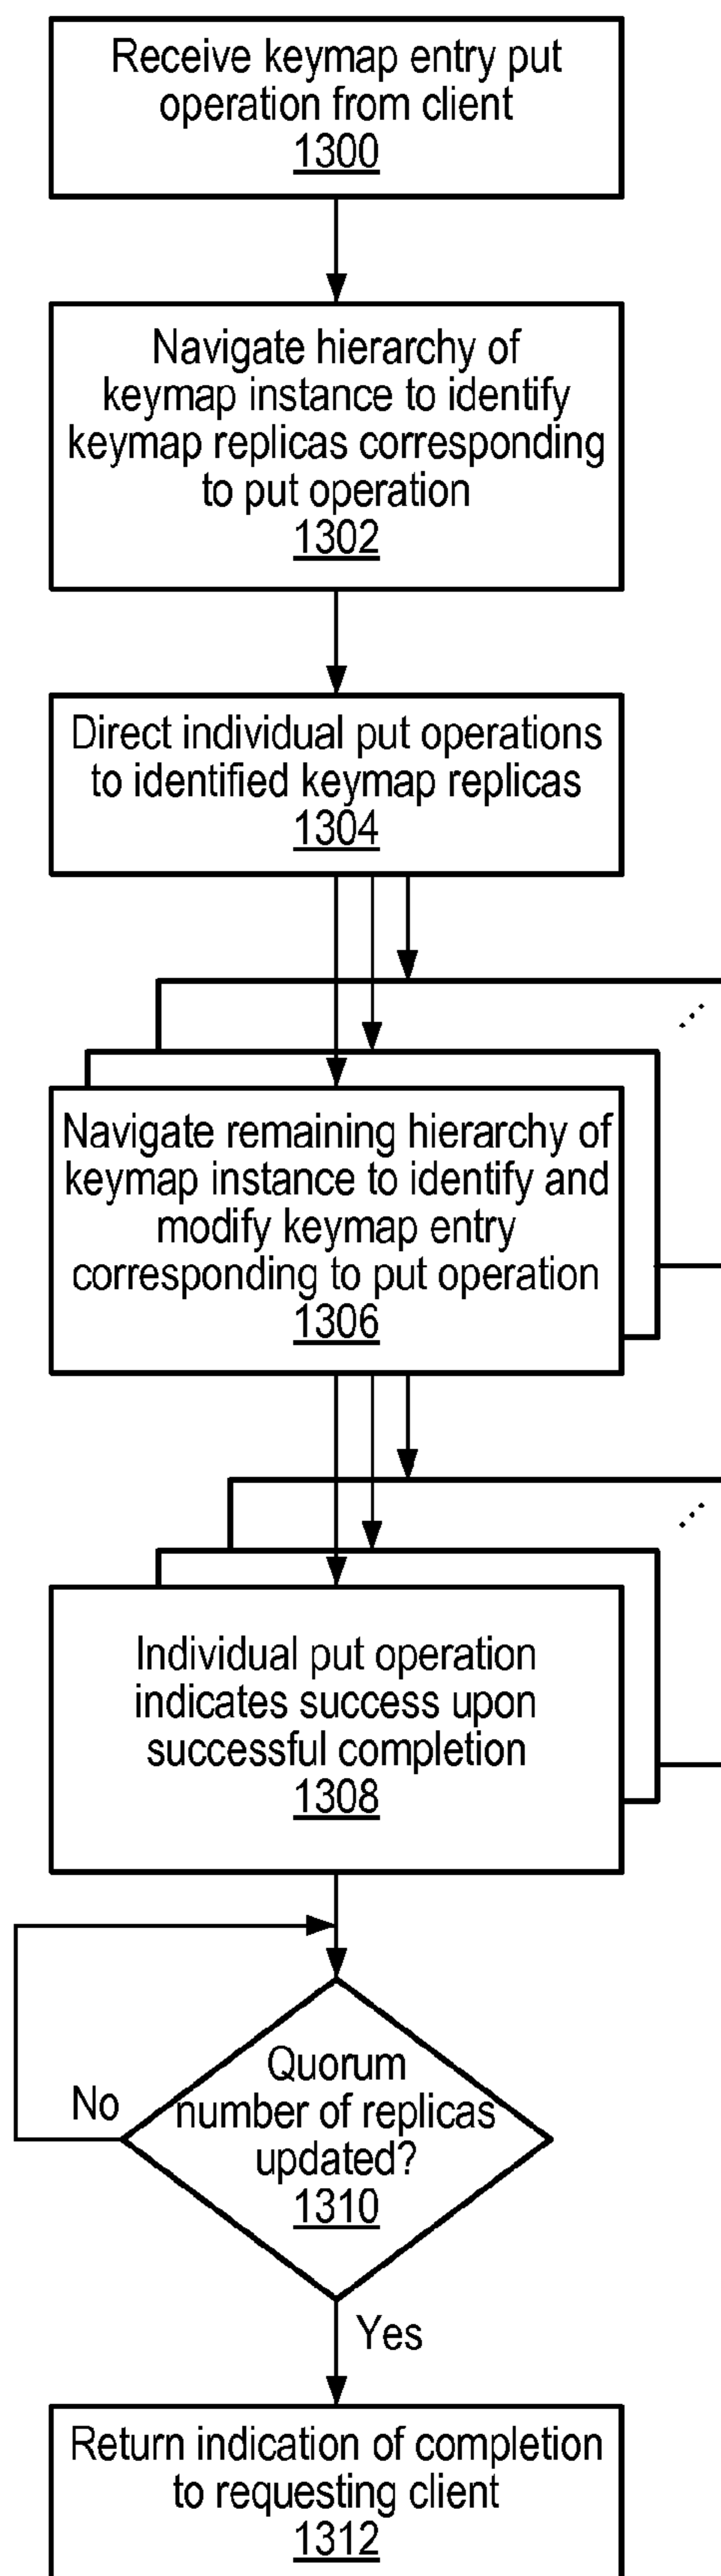 Receive keymap entry put
operation from client
1300
Navigate hierarchy of
keymap instance to identify
keymap replicas corresponding
to put operation
1302
Direct individual put operations
to identified keymap replicas
1304
Navigate remaining hierarchy of
keymap instance to identify and
modify keymap entry
corresponding to put operation
1306
Individual put operation
indicates success upon
successful completion
1308
Quorum
number of replicas
updated?
1310
No
Yes
Return indication of completion
to requesting client
1312